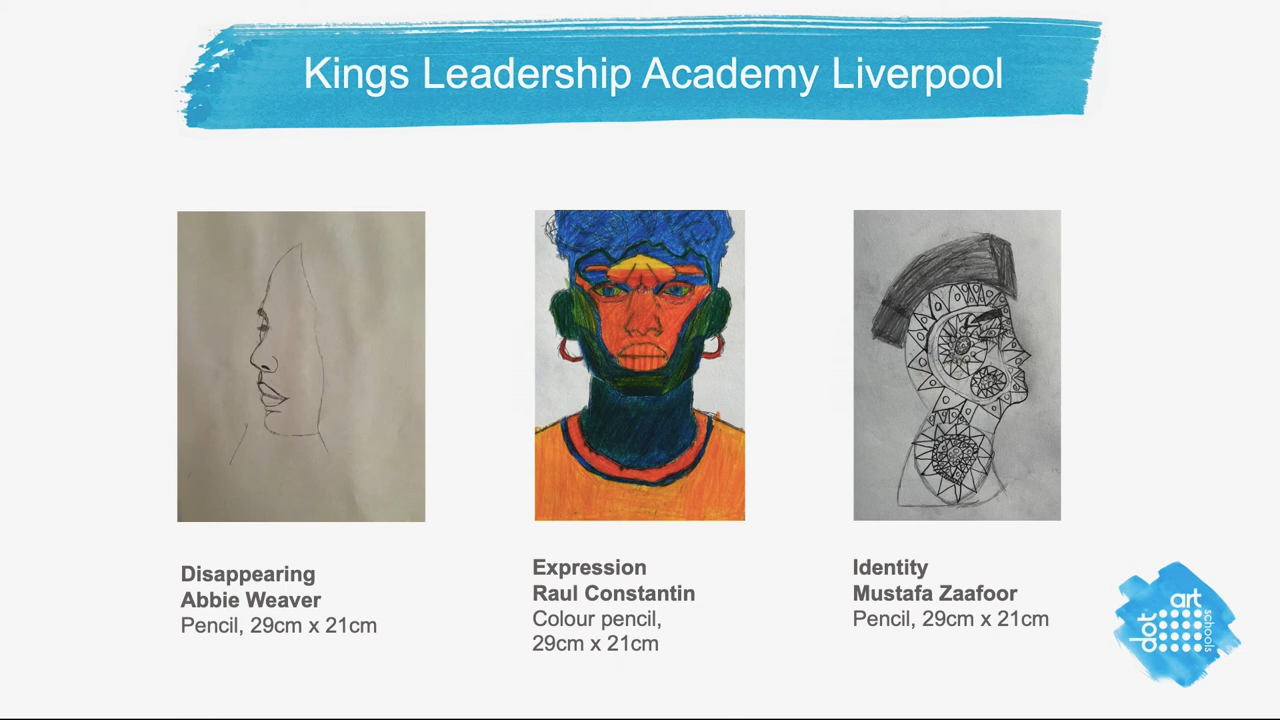 Kings Leadership Academy Liverpool
Disappearing
Abbie Weaver
Pencil, 29cm x 21cm
Expression
Raul Constantin
Colour pencil,
29cm x 21cm
Identity
Mustafa Zaafoor
Pencil, 29cm x 21cm
dot
art
schools